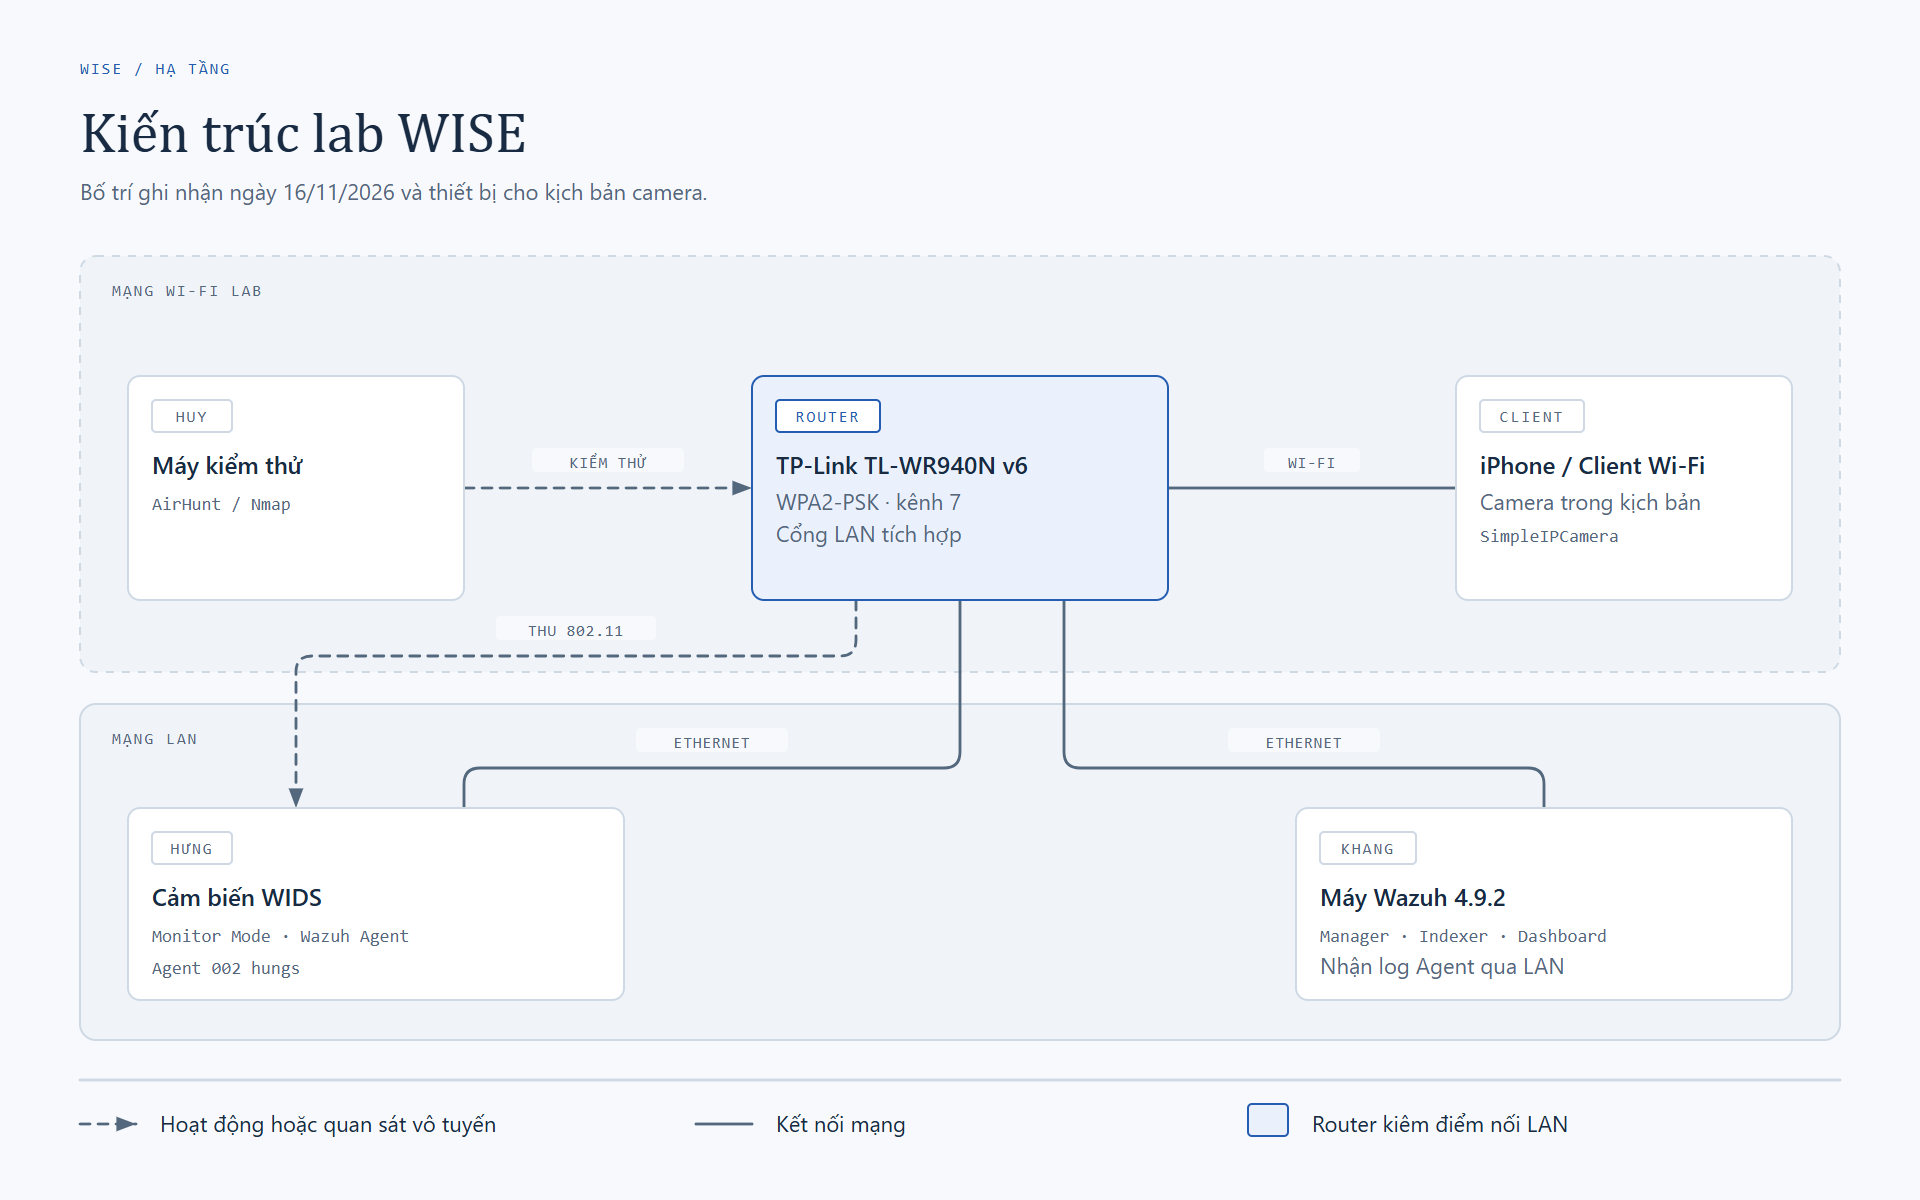 WISE / HẠ TẦNG
Kiến trúc lab WISE
Bố trí ghi nhận ngày 16/11/2026 và thiết bị cho kịch bản camera.
MẠNG WI-FI LAB
HUY
Máy kiểm thử
AirHunt / Nmap
KIỂM THỬ
ROUTER
TP-Link TL-WR940N v6
WPA2-PSK · kênh 7
Cổng LAN tích hợp
WI-FI
CLIENT
iPhone / Client Wi-Fi
Camera trong kịch bản
SimpleIPCamera
THU 802.11
MẠNG LAN
ETHERNET
ETHERNET
HƯNG
Cảm biến WIDS
Monitor Mode · Wazuh Agent
Agent 002 hungs
KHANG
Máy Wazuh 4.9.2
Manager · Indexer · Dashboard
Nhận log Agent qua LAN
Hoạt động hoặc quan sát vô tuyến
Kết nối mạng
Router kiêm điểm nối LAN